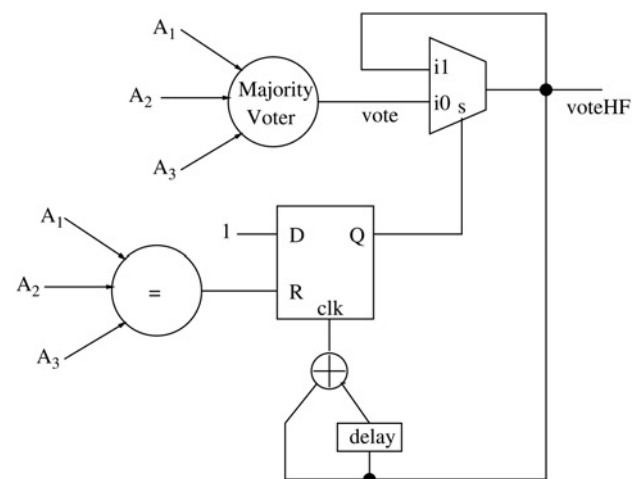 A1
A2
A3
Majority
Voter
vote
i1
i0 s
voteHF
A1
A2
A3
=
1
D
Q
R
clk
delay